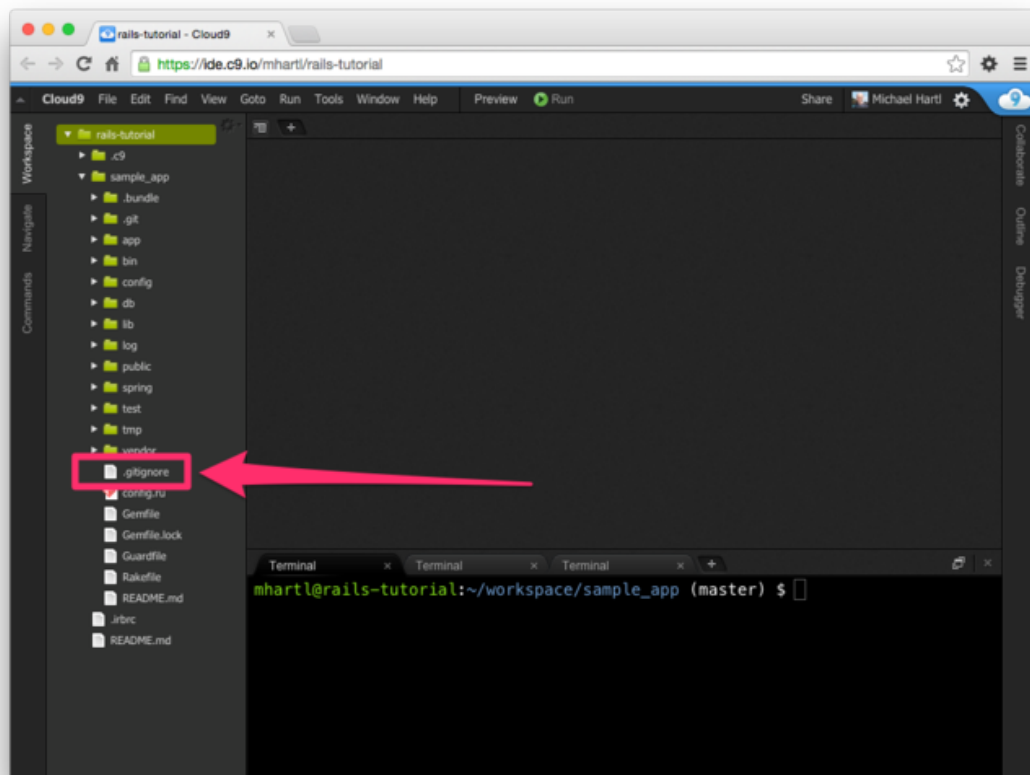 rails-tutorial - Cloud9
https://ide.c9.io/mhartl/rails-tutorial
Cloud9 File Edit Find View Goto Run Tools Window Help Preview Run Share Michael Hartl
Workspace
Navigate
Commands
rails-tutorial
.c9
sample_app
.bundle
.git
app
bin
config
db
lib
log
public
spring
test
tmp
vendor
.gitignore
config.ru
Gemfile
Gemfile.lock
Guardfile
Rakefile
README.md
.irbrc
README.md
Terminal Terminal Terminal
mhartl@rails-tutorial:~/workspace/sample_app (master) $
Collaborate
Outline
Debugger